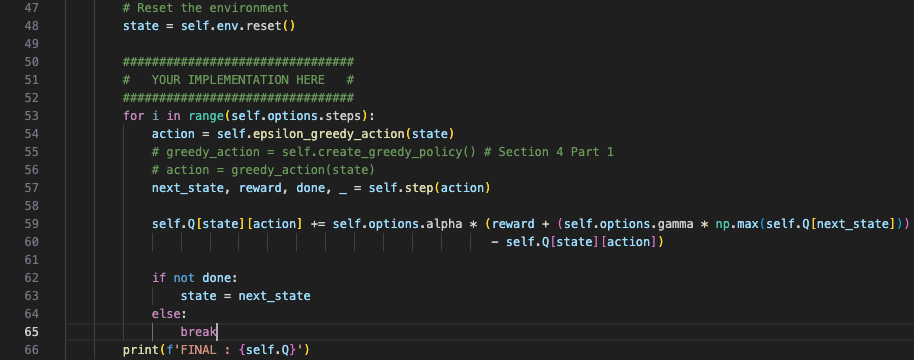 47 # Reset the environment
48 state = self.env.reset()
49
50 ################################
51 #   YOUR IMPLEMENTATION HERE   #
52 ################################
53 for i in range(self.options.steps):
54     action = self.epsilon_greedy_action(state)
55     # greedy_action = self.create_greedy_policy() # Section 4 Part 1
56     # action = greedy_action(state)
57     next_state, reward, done, _ = self.step(action)
58
59     self.Q[state][action] += self.options.alpha * (reward + (self.options.gamma * np.max(self.Q[next_state]))
60                                                    - self.Q[state][action])
61
62     if not done:
63         state = next_state
64     else:
65         break
66 print(f'FINAL : {self.Q}')